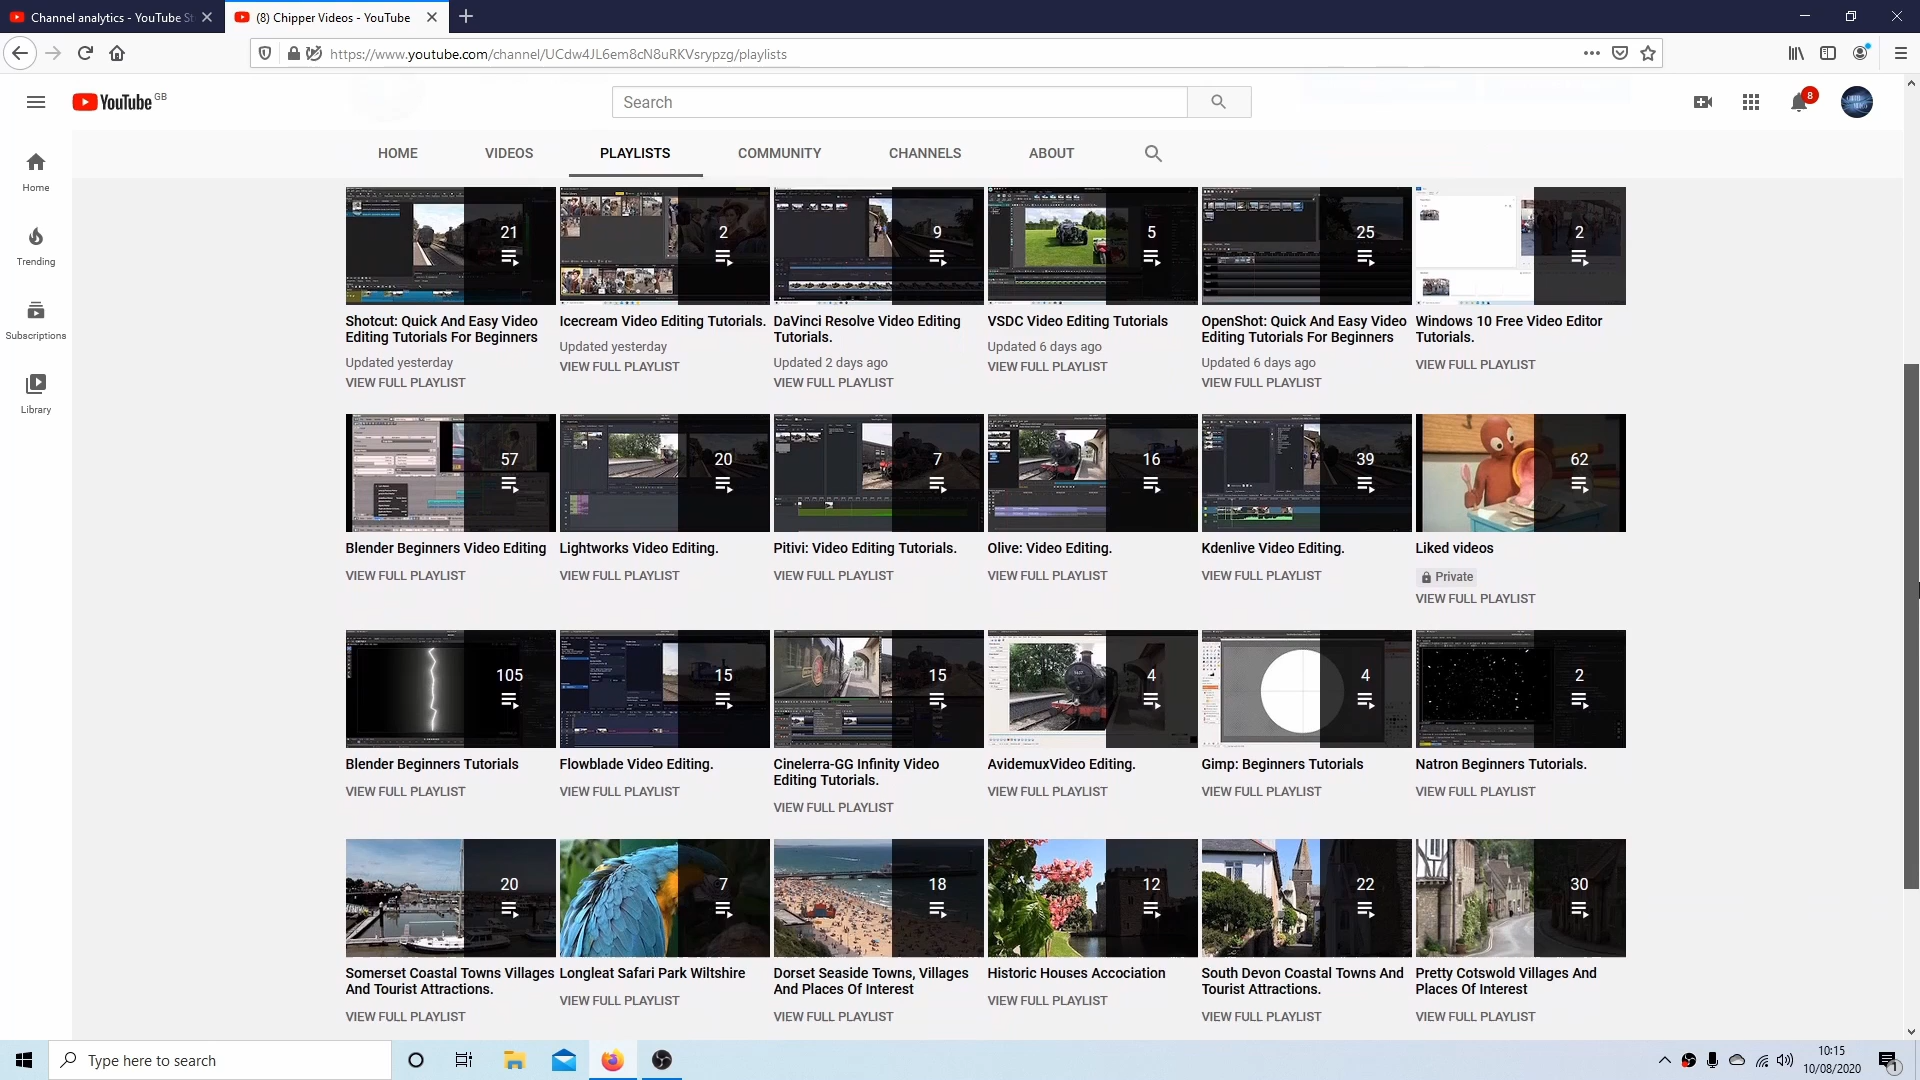 Channel analytics - YouTube St
(8) Chipper Videos - YouTube
https://www.youtube.com/channel/UCdw4JL6em8cN8uRKVsrypzg/playlists
YouTube GB
Search
8
HOME VIDEOS PLAYLISTS COMMUNITY CHANNELS ABOUT
Home
Trending
Subscriptions
Library
21 2 9 5 25 2
Shotcut: Quick And Easy Video
Editing Tutorials For Beginners
Updated yesterday
VIEW FULL PLAYLIST
Icecream Video Editing Tutorials.
Updated yesterday
VIEW FULL PLAYLIST
DaVinci Resolve Video Editing
Tutorials.
Updated 2 days ago
VIEW FULL PLAYLIST
VSDC Video Editing Tutorials
Updated 6 days ago
VIEW FULL PLAYLIST
OpenShot: Quick And Easy Video
Editing Tutorials For Beginners
Updated 6 days ago
VIEW FULL PLAYLIST
Windows 10 Free Video Editor
Tutorials.
VIEW FULL PLAYLIST
57 20 7 16 39 62
Blender Beginners Video Editing
VIEW FULL PLAYLIST
Lightworks Video Editing.
VIEW FULL PLAYLIST
Pitivi: Video Editing Tutorials.
VIEW FULL PLAYLIST
Olive: Video Editing.
VIEW FULL PLAYLIST
Kdenlive Video Editing.
VIEW FULL PLAYLIST
Liked videos
Private
VIEW FULL PLAYLIST
105 15 15 4 4 2
Blender Beginners Tutorials
VIEW FULL PLAYLIST
Flowblade Video Editing.
VIEW FULL PLAYLIST
Cinelerra-GG Infinity Video
Editing Tutorials.
VIEW FULL PLAYLIST
AvidemuxVideo Editing.
VIEW FULL PLAYLIST
Gimp: Beginners Tutorials
VIEW FULL PLAYLIST
Natron Beginners Tutorials.
VIEW FULL PLAYLIST
20 7 18 12 22 30
Somerset Coastal Towns Villages
And Tourist Attractions.
VIEW FULL PLAYLIST
Longleat Safari Park Wiltshire
VIEW FULL PLAYLIST
Dorset Seaside Towns, Villages
And Places Of Interest
VIEW FULL PLAYLIST
Historic Houses Accociation
VIEW FULL PLAYLIST
South Devon Coastal Towns And
Tourist Attractions.
VIEW FULL PLAYLIST
Pretty Cotswold Villages And
Places Of Interest
VIEW FULL PLAYLIST
Type here to search
10:15
10/08/2020
1